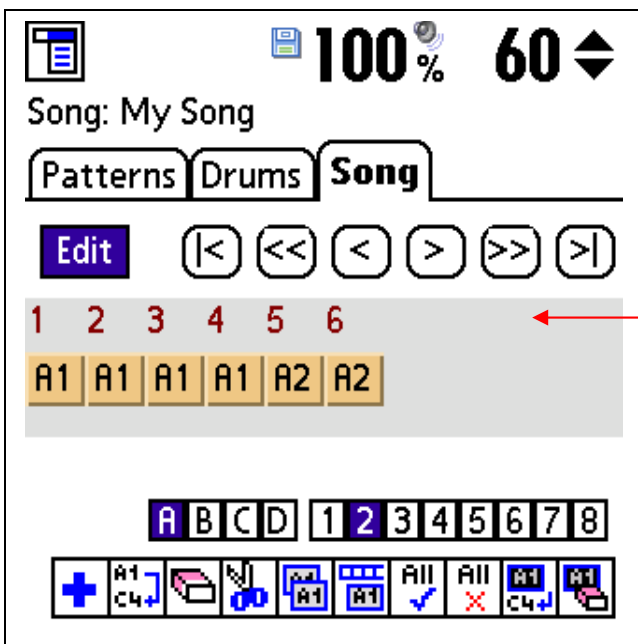 100% 60
Song: My Song
Patterns Drums Song
Edit |< << < > >> >|
1 2 3 4 5 6
A1 A1 A1 A1 A2 A2
A B C D 1 2 3 4 5 6 7 8
A1 C4 A1 A1 A1 All All A1 C4 A1